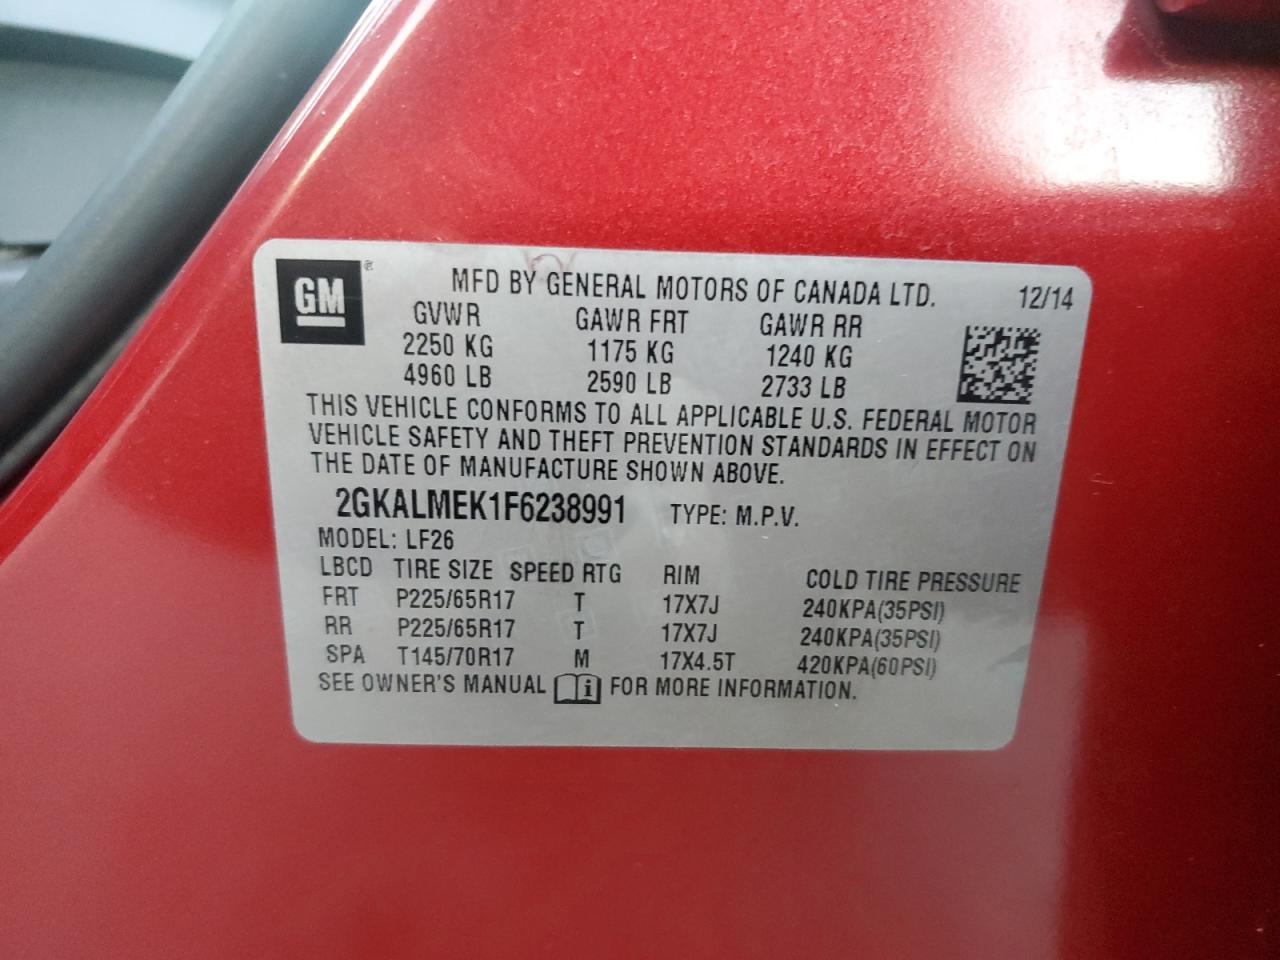 GM ®
MFD BY GENERAL MOTORS OF CANADA LTD. 12/14
GVWR GAWR FRT GAWR RR
2250 KG 1175 KG 1240 KG
4960 LB 2590 LB 2733 LB
THIS VEHICLE CONFORMS TO ALL APPLICABLE U.S. FEDERAL MOTOR
VEHICLE SAFETY AND THEFT PREVENTION STANDARDS IN EFFECT ON
THE DATE OF MANUFACTURE SHOWN ABOVE.
2GKALMEK1F6238991 TYPE: M.P.V.
MODEL: LF26
LBCD TIRE SIZE SPEED RTG RIM COLD TIRE PRESSURE
FRT P225/65R17 T 17X7J 240KPA(35PSI)
RR P225/65R17 T 17X7J 240KPA(35PSI)
SPA T145/70R17 M 17X4.5T 420KPA(60PSI)
SEE OWNER'S MANUAL i FOR MORE INFORMATION.